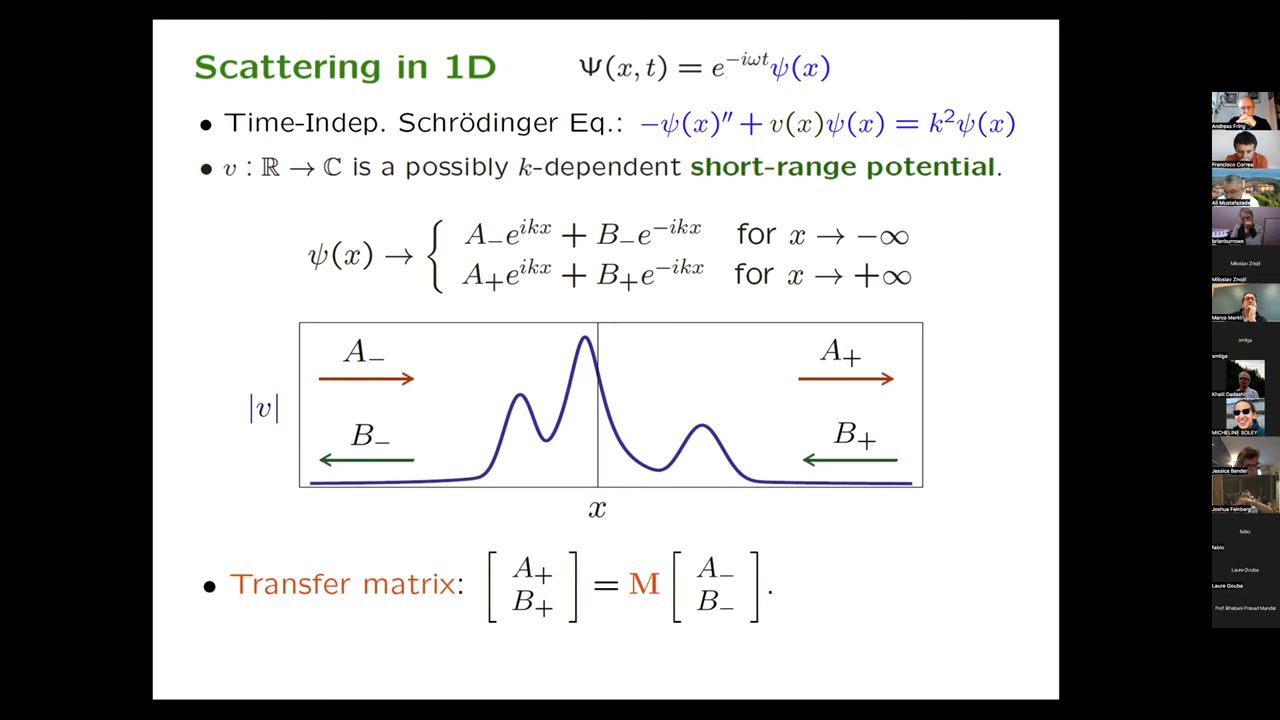 Scattering in 1D Ψ(x, t) = e^{−iωt}ψ(x)
• Time-Indep. Schrödinger Eq.: −ψ(x)″ + v(x)ψ(x) = k²ψ(x)
• v : ℝ → ℂ is a possibly k-dependent short-range potential.
ψ(x) → { A₋e^{ikx} + B₋e^{−ikx} for x → −∞
A₊e^{ikx} + B₊e^{−ikx} for x → +∞
A₋ A₊
|v|
B₋ B₊
x
• Transfer matrix: [ A₊ B₊ ] = M [ A₋ B₋ ].
Andreas Fring
Francisco Correa
Ali Mostafazade
brianburrows
Miloslav Znojil
Miloslav Znojil
Marco Merkli
smilga
smilga
Khalil Dadashi
MICHELINE SOLEY
Jessica Bender
Joshua Feinberg
fabio
fabio
Laure Gouba
Laure Gouba
Prof. Bhabani Prasad Mandal